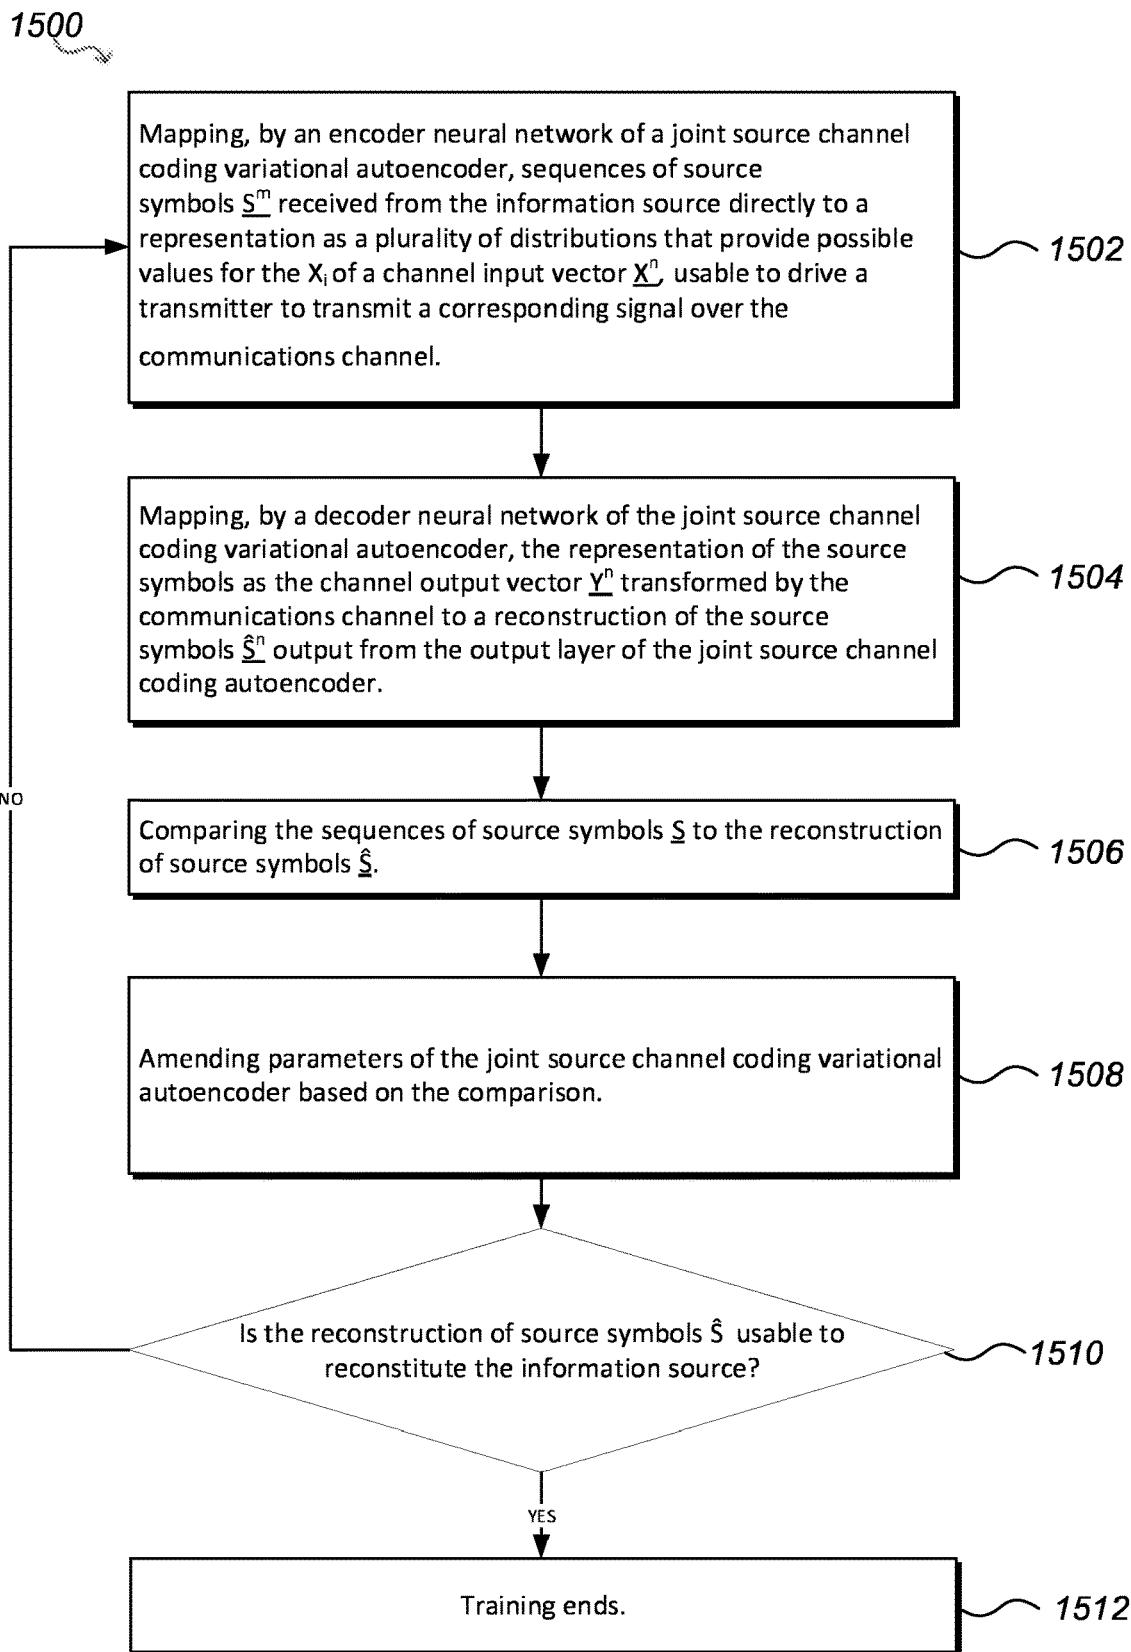 1500
Mapping, by an encoder neural network of a joint source channel
coding variational autoencoder, sequences of source
symbols S^m received from the information source directly to a
representation as a plurality of distributions that provide possible
values for the X_i of a channel input vector X^n, usable to drive a
transmitter to transmit a corresponding signal over the
communications channel.
1502
Mapping, by a decoder neural network of the joint source channel
coding variational autoencoder, the representation of the source
symbols as the channel output vector Y^n transformed by the
communications channel to a reconstruction of the source
symbols Ŝ^n output from the output layer of the joint source channel
coding autoencoder.
1504
NO
Comparing the sequences of source symbols S to the reconstruction
of source symbols Ŝ.
1506
Amending parameters of the joint source channel coding variational
autoencoder based on the comparison.
1508
Is the reconstruction of source symbols Ŝ usable to
reconstitute the information source?
1510
YES
Training ends.
1512